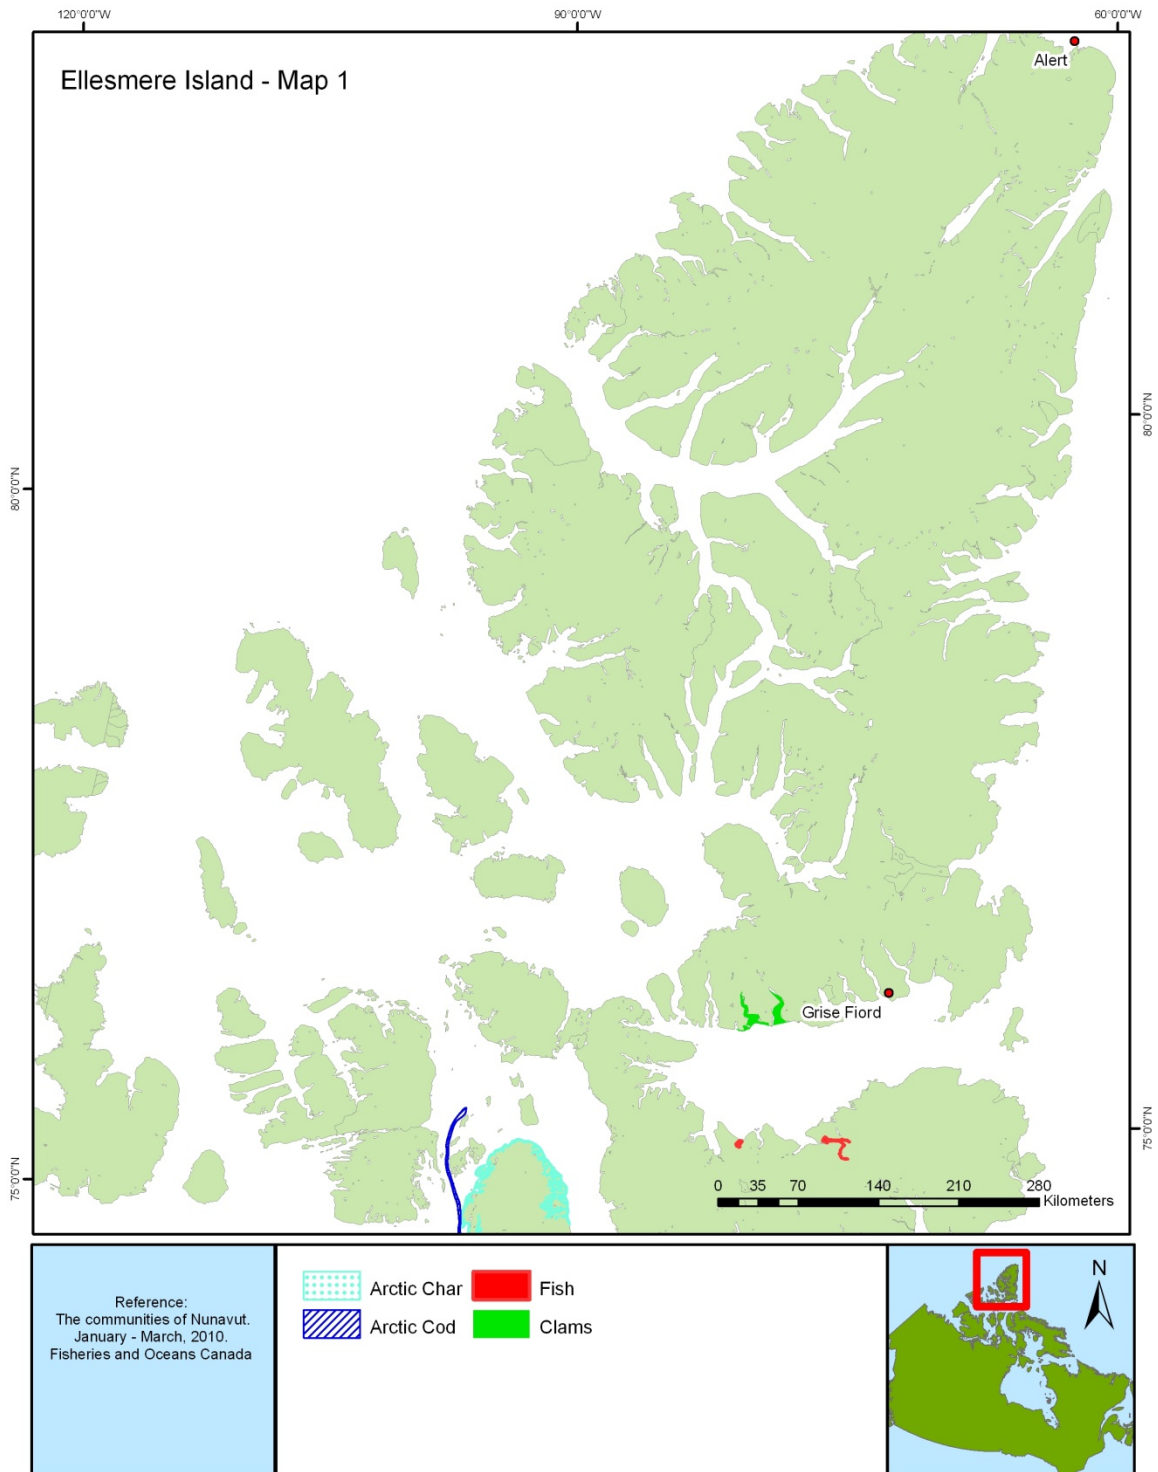 120°0'0"W
90°0'0"W
60°0'0"W
Ellesmere Island - Map 1
Alert
80°0'0"N
80°0'0"N
Grise Fiord
75°0'0"N
75°0'0"N
0 35 70 140 210 280
Kilometers
Reference:
The communities of Nunavut.
January - March, 2010.
Fisheries and Oceans Canada
Arctic Char
Fish
Arctic Cod
Clams
N